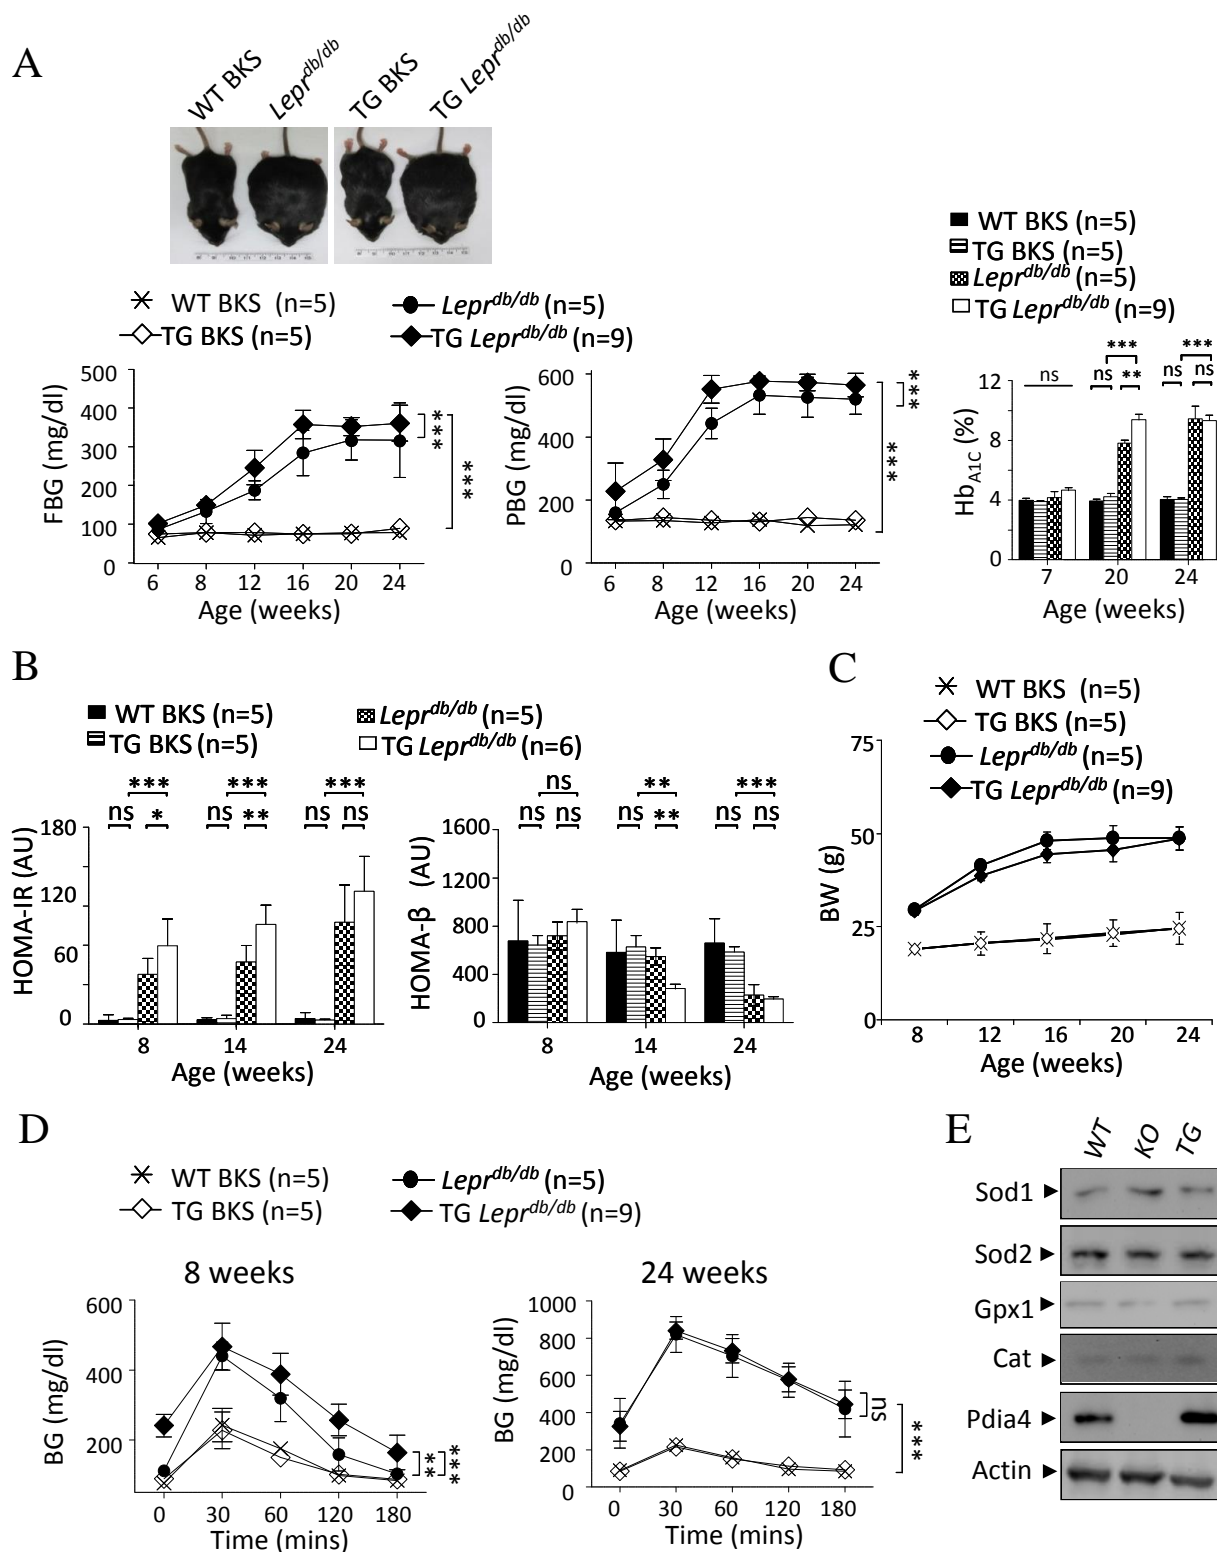 A
WT BKS
Lepr^db/db
TG BKS
TG Lepr^db/db
WT BKS (n=5)
TG BKS (n=5)
Lepr^db/db (n=5)
TG Lepr^db/db (n=9)
FBG (mg/dl)
500
400
300
200
100
0
6 8 12 16 20 24
Age (weeks)
***
***
PBG (mg/dl)
600
400
200
0
6 8 12 16 20 24
Age (weeks)
***
***
WT BKS (n=5)
TG BKS (n=5)
Lepr^db/db (n=5)
TG Lepr^db/db (n=9)
*** ***
ns ns ** ns ns
Hb_A1C (%)
12
8
4
0
7 20 24
Age (weeks)
B
WT BKS (n=5)
TG BKS (n=5)
Lepr^db/db (n=5)
TG Lepr^db/db (n=6)
*** *** ***
ns * ns ** ns ns
HOMA-IR (AU)
180
120
60
0
8 14 24
Age (weeks)
ns ** ***
ns ns ns ** ns ns
HOMA-β (AU)
1600
1200
800
400
0
8 14 24
Age (weeks)
C
WT BKS (n=5)
TG BKS (n=5)
Lepr^db/db (n=5)
TG Lepr^db/db (n=9)
BW (g)
75
50
25
0
8 12 16 20 24
Age (weeks)
D
WT BKS (n=5)
TG BKS (n=5)
Lepr^db/db (n=5)
TG Lepr^db/db (n=9)
8 weeks
BG (mg/dl)
600
400
200
0 30 60 120 180
Time (mins)
**
***
24 weeks
BG (mg/dl)
1000
800
600
400
200
0
0 30 60 120 180
Time (mins)
ns
***
E
WT KO TG
Sod1
Sod2
Gpx1
Cat
Pdia4
Actin